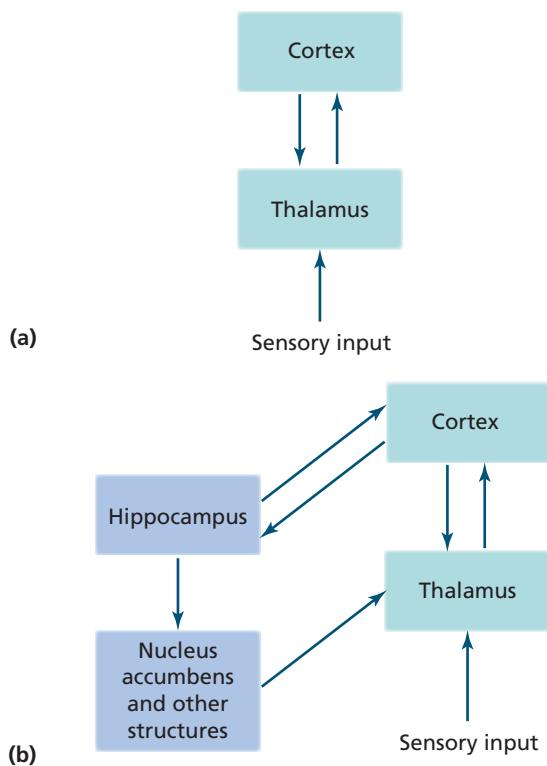 Cortex
Thalamus
Sensory input
(a)
Cortex
Hippocampus
Thalamus
Nucleus
accumbens
and other
structures
Sensory input
(b)